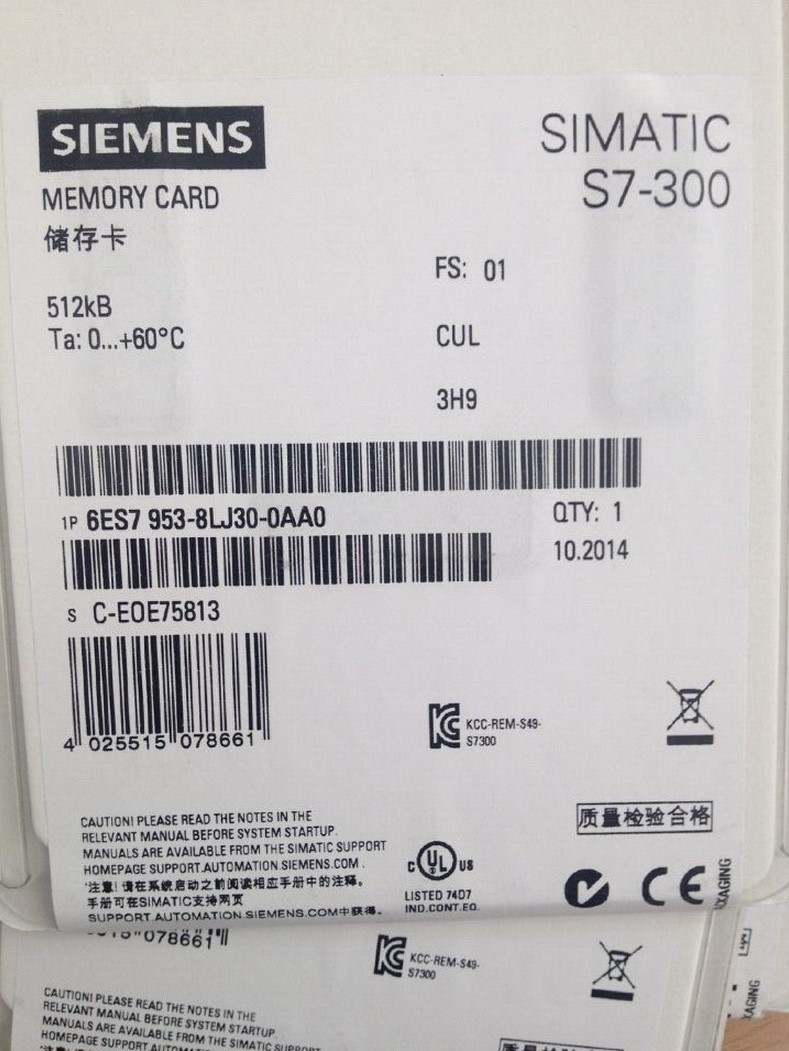 SIEMENS
SIMATIC
S7-300
MEMORY CARD
储存卡
FS: 01
512kB
Ta: 0...+60°C
CUL
3H9
1P 6ES7 953-8LJ30-0AA0
QTY: 1
10.2014
S C-E0E75813
4 025515 078661
KCC-REM-S49-
S7300
质量检验合格
CAUTION! PLEASE READ THE NOTES IN THE
RELEVANT MANUAL BEFORE SYSTEM STARTUP.
MANUALS ARE AVAILABLE FROM THE SIMATIC SUPPORT
HOMEPAGE SUPPORT.AUTOMATION.SIEMENS.COM.
注意! 请在系统启动之前阅读相应手册中的注释。
手册可在SIMATIC支持网页
SUPPORT.AUTOMATION.SIEMENS.COM中获得。
C UL US
LISTED 74D7
IND.CONT.EQ.
CE
078661
KCC-REM-S49-
S7300
CAUTION! PLEASE READ THE NOTES IN THE
RELEVANT MANUAL BEFORE SYSTEM STARTUP.
MANUALS ARE AVAILABLE FROM THE SIMATIC SUPPORT
HOMEPAGE SUPPORT